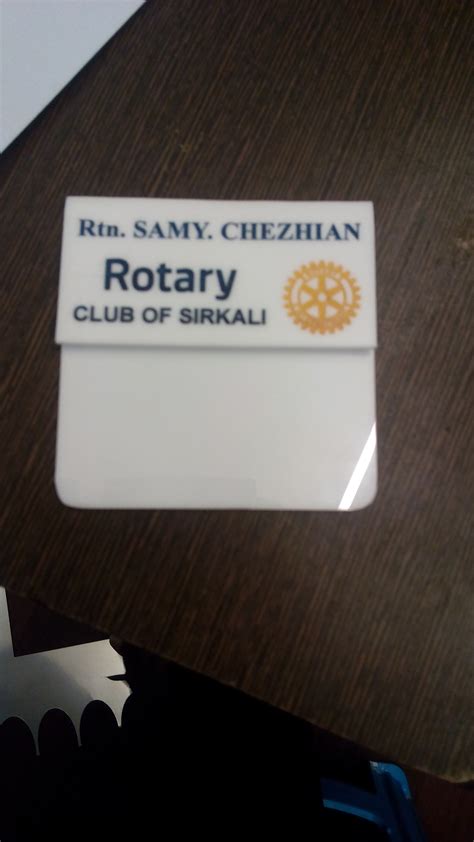 Rtn. SAMY. CHEZHIAN
Rotary
CLUB OF SIRKALI